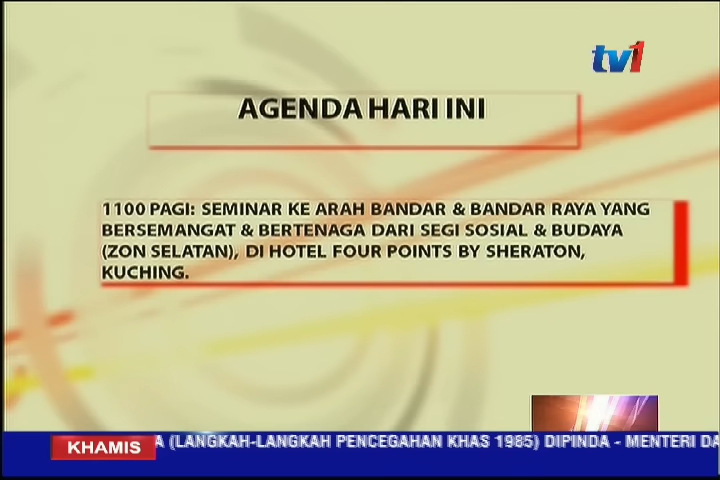 tv1
AGENDA HARI INI
1100 PAGI: SEMINAR KE ARAH BANDAR & BANDAR RAYA YANG
BERSEMANGAT & BERTENAGA DARI SEGI SOSIAL & BUDAYA
(ZON SELATAN), DI HOTEL FOUR POINTS BY SHERATON,
KUCHING.
KHAMIS A (LANGKAH-LANGKAH PENCEGAHAN KHAS 1985) DIPINDA - MENTERI DA